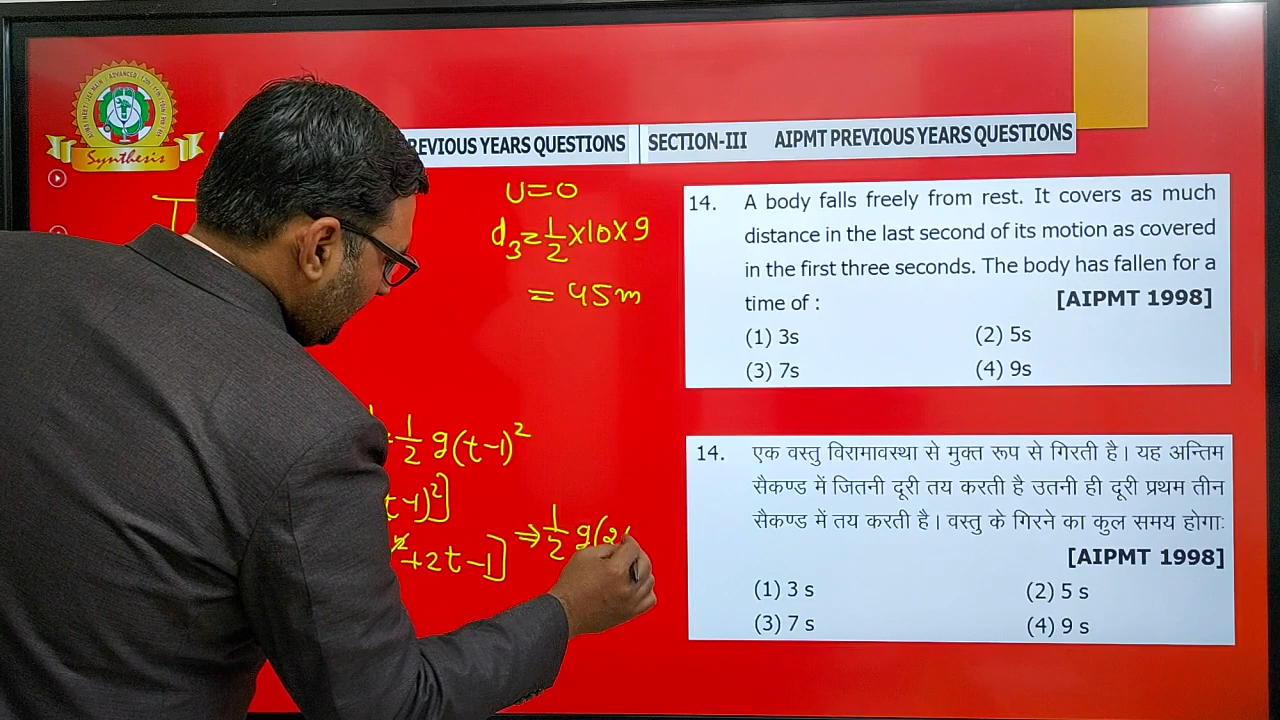 Synthesis
REVIOUS YEARS QUESTIONS
SECTION-III AIPMT PREVIOUS YEARS QUESTIONS
u=0
d₃=½×10×9
= 45m
½ g(t-1)²
+2t-1] ⇒ ½ g(2
14. A body falls freely from rest. It covers as much
distance in the last second of its motion as covered
in the first three seconds. The body has fallen for a
time of :
[AIPMT 1998]
(1) 3s (2) 5s
(3) 7s (4) 9s
14. एक वस्तु विरामावस्था से मुक्त रूप से गिरती है। यह अन्तिम
सैकण्ड में जितनी दूरी तय करती है उतनी ही दूरी प्रथम तीन
सैकण्ड में तय करती है। वस्तु के गिरने का कुल समय होगाः
[AIPMT 1998]
(1) 3 s (2) 5 s
(3) 7 s (4) 9 s